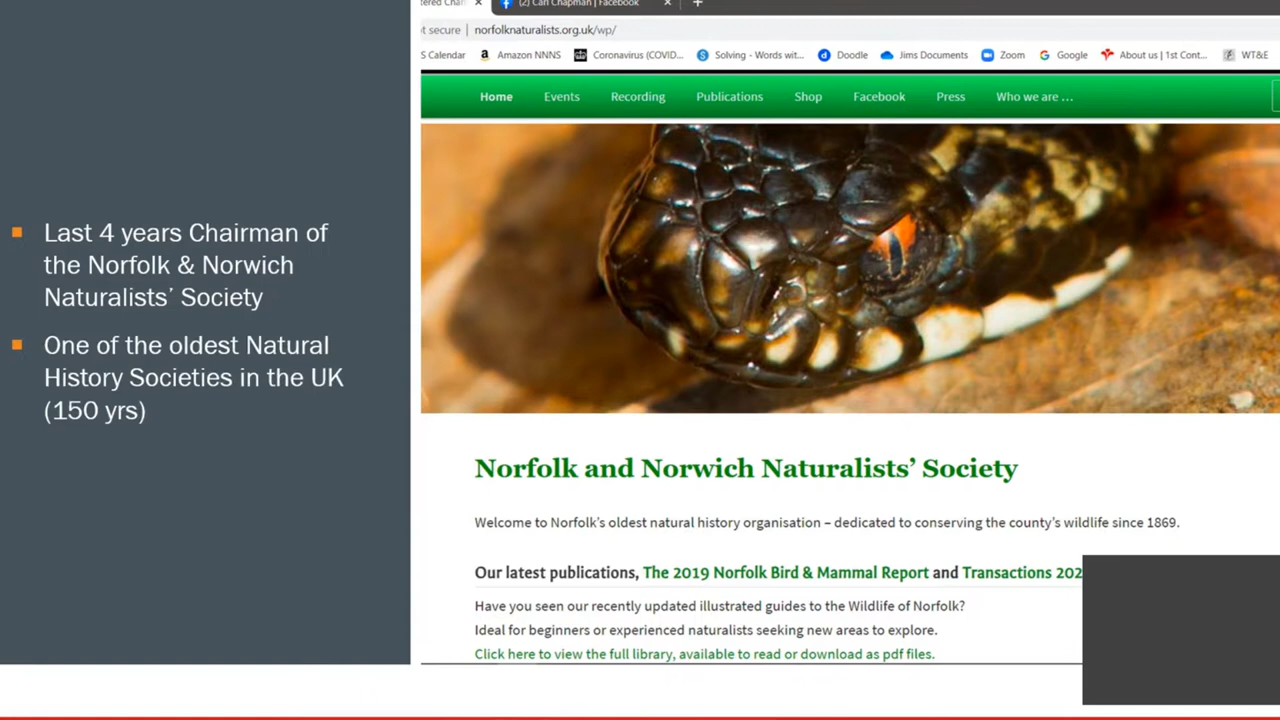 Last 4 years Chairman of
the Norfolk & Norwich
Naturalists’ Society
One of the oldest Natural
History Societies in the UK
(150 yrs)
(2) Carl Chapman | Facebook
t secure | norfolknaturalists.org.uk/wp/
S Calendar Amazon NNNS Coronavirus (COVID... Solving - Words wit... Doodle Jims Documents Zoom Google About us | 1st Cont... WT&E
Home Events Recording Publications Shop Facebook Press Who we are ...
Norfolk and Norwich Naturalists’ Society
Welcome to Norfolk’s oldest natural history organisation – dedicated to conserving the county’s wildlife since 1869.
Our latest publications, The 2019 Norfolk Bird & Mammal Report and Transactions 202
Have you seen our recently updated illustrated guides to the Wildlife of Norfolk?
Ideal for beginners or experienced naturalists seeking new areas to explore.
Click here to view the full library, available to read or download as pdf files.